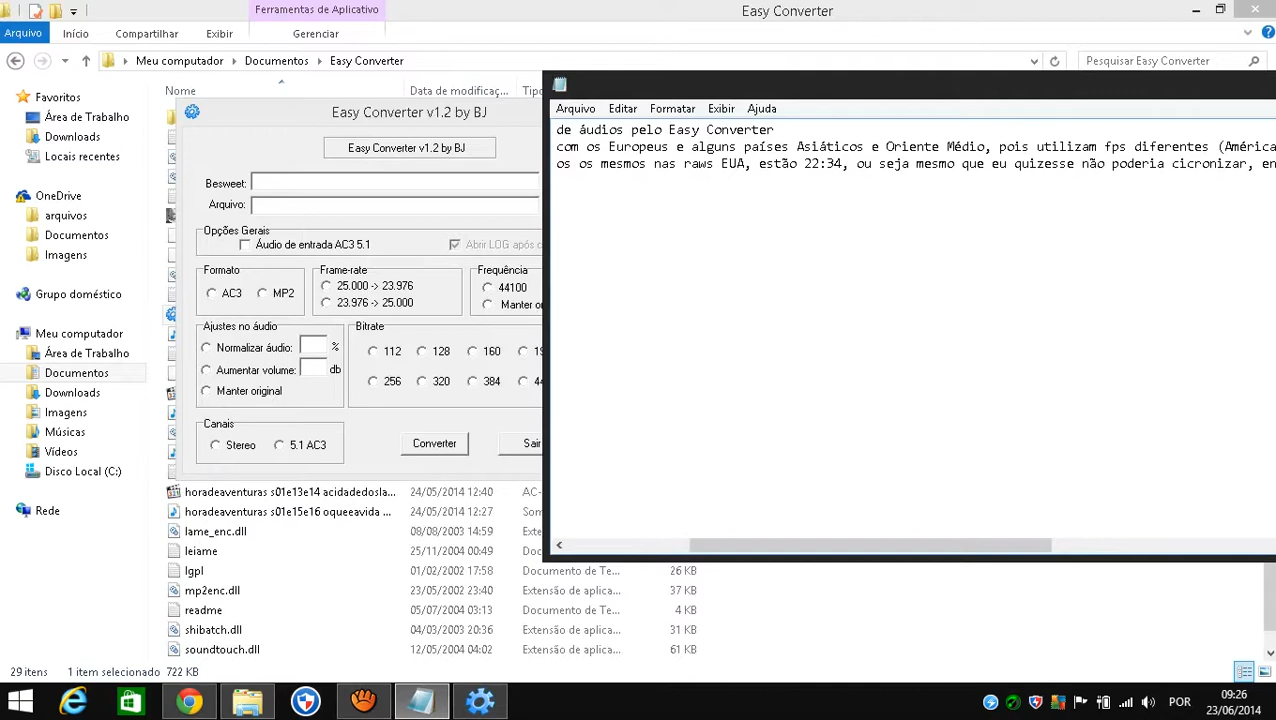 Ferramentas de Aplicativo
Easy Converter
Arquivo
Início
Compartilhar
Exibir
Gerenciar
Meu computador
Documentos
Easy Converter
Pesquisar Easy Converter
Favoritos
Área de Trabalho
Downloads
Locais recentes
OneDrive
arquivos
Documentos
Imagens
Grupo doméstico
Meu computador
Área de Trabalho
Documentos
Downloads
Imagens
Músicas
Vídeos
Disco Local (C:)
Rede
Nome
Data de modificaç...
Easy Converter v1.2 by BJ
Easy Converter v1.2 by BJ
Besweet:
Arquivo:
Opções Gerais
Áudio de entrada AC3 5.1
Abrir LOG após
Formato
AC3
MP2
Frame-rate
25.000 -> 23.976
23.976 -> 25.000
Frequência
44100
Manter
Ajustes no áudio
Normalizar áudio:
%
Aumentar volume:
db
Manter original
Bitrate
112
128
160
256
320
384
Canais
Stereo
5.1 AC3
Converter
Sair
Arquivo Editar Formatar Exibir Ajuda
de áudios pelo Easy Converter
com os Europeus e alguns países Asiáticos e Oriente Médio, pois utilizam fps diferentes (América
os os mesmos nas raws EUA, estão 22:34, ou seja mesmo que eu quizesse não poderia cicronizar, en
horadeaventuras s01e13e14 acidadedosla... 24/05/2014 12:40 AC-
horadeaventuras s01e15e16 oqueeavida ... 24/05/2014 12:27 Som
lame_enc.dll 08/08/2003 14:59
leiame 25/11/2004 00:49
lgpl 01/02/2002 17:58 Documento de Te... 26 KB
mp2enc.dll 23/05/2002 23:40 Extensão de aplica... 37 KB
readme 05/07/2004 03:13 Documento de Te... 4 KB
shibatch.dll 04/03/2003 20:36 Extensão de aplica... 31 KB
soundtouch.dll 12/05/2004 04:02 Extensão de aplica... 61 KB
29 itens 1 item selecionado 722 KB
POR
09:26
23/06/2014